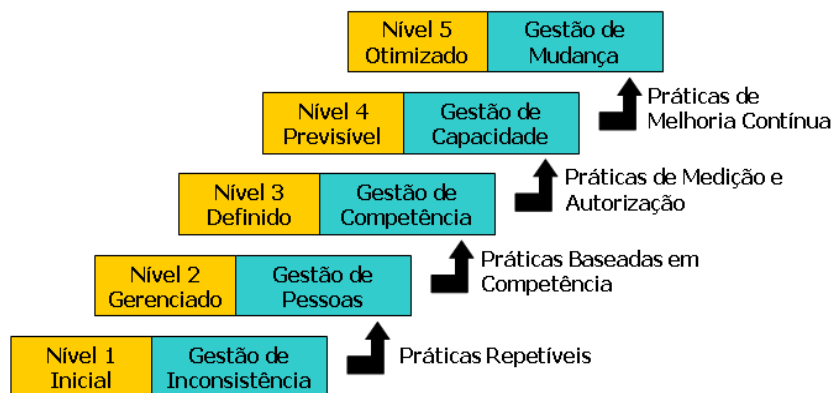 Nível 5
Otimizado
Gestão de
Mudança
Práticas de
Melhoria Contínua
Nível 4
Previsível
Gestão de
Capacidade
Práticas de Medição e
Autorização
Nível 3
Definido
Gestão de
Competência
Práticas Baseadas em
Competência
Nível 2
Gerenciado
Gestão de
Pessoas
Práticas Repetíveis
Nível 1
Inicial
Gestão de
Inconsistência